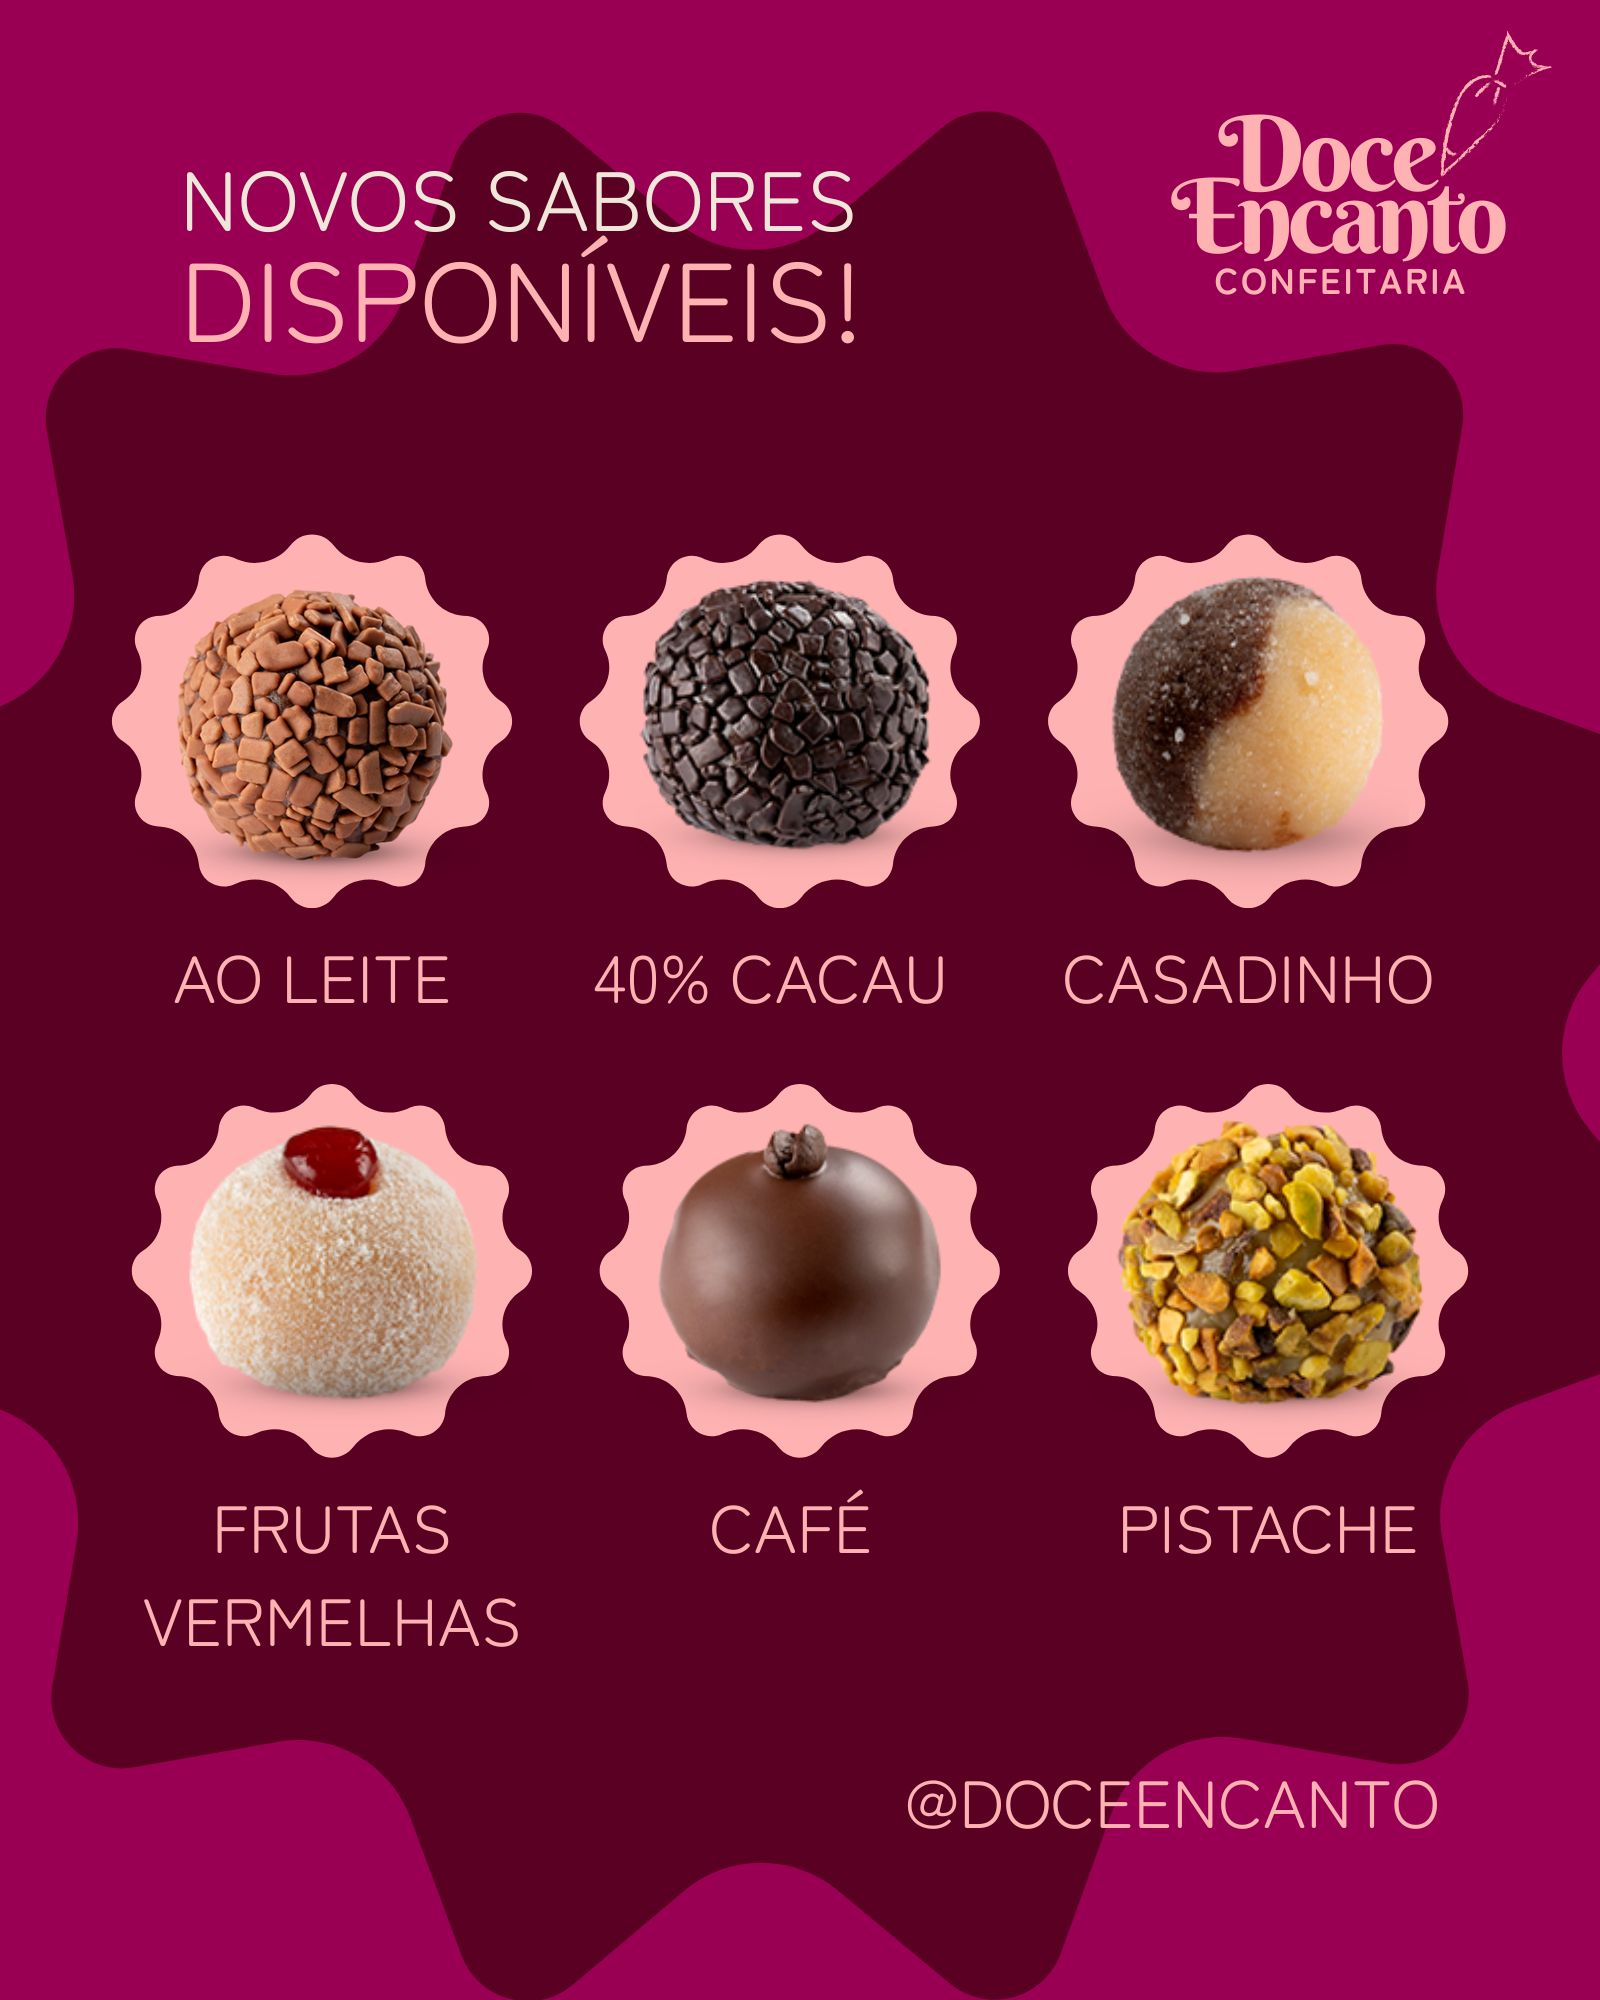 NOVOS SABORES
DISPONÍVEIS!
Doce
Encanto
CONFEITARIA
AO LEITE
40% CACAU
CASADINHO
FRUTAS
VERMELHAS
CAFÉ
PISTACHE
@DOCEENCANTO